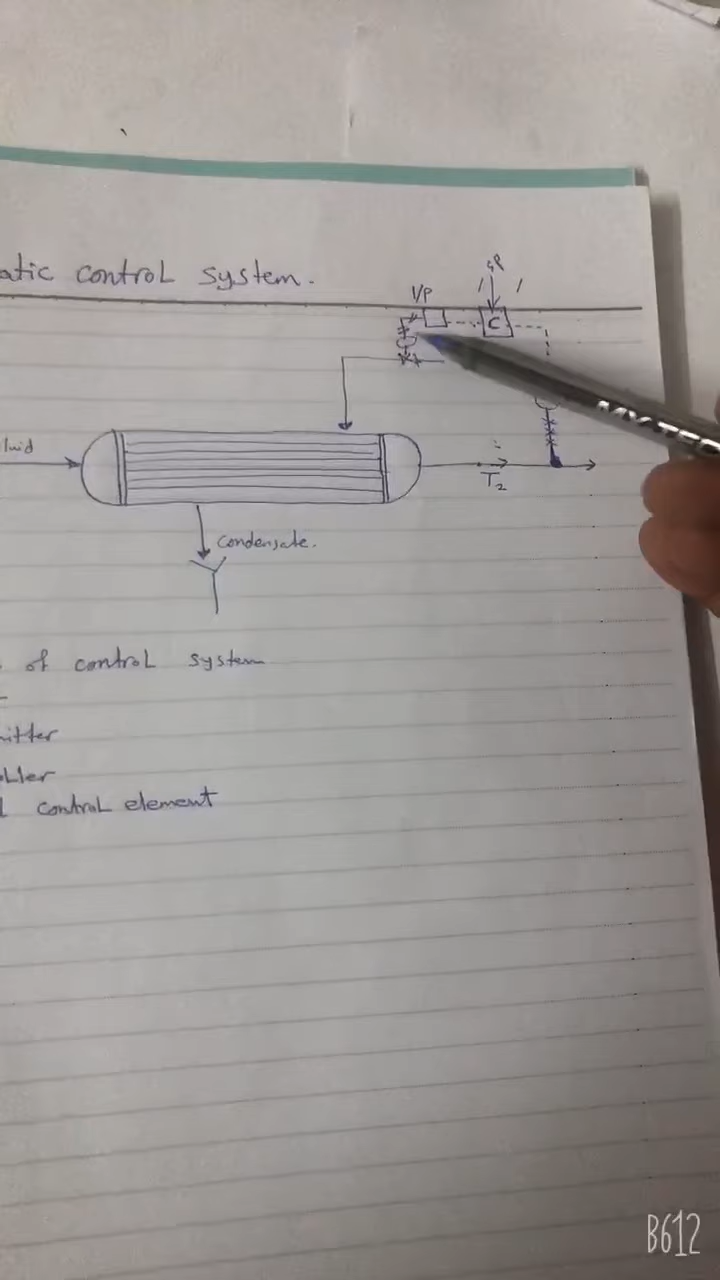 atic control system.
SP
I/P
C
luid
T2
Condensate.
of control system
itter
oller
l control element
B612